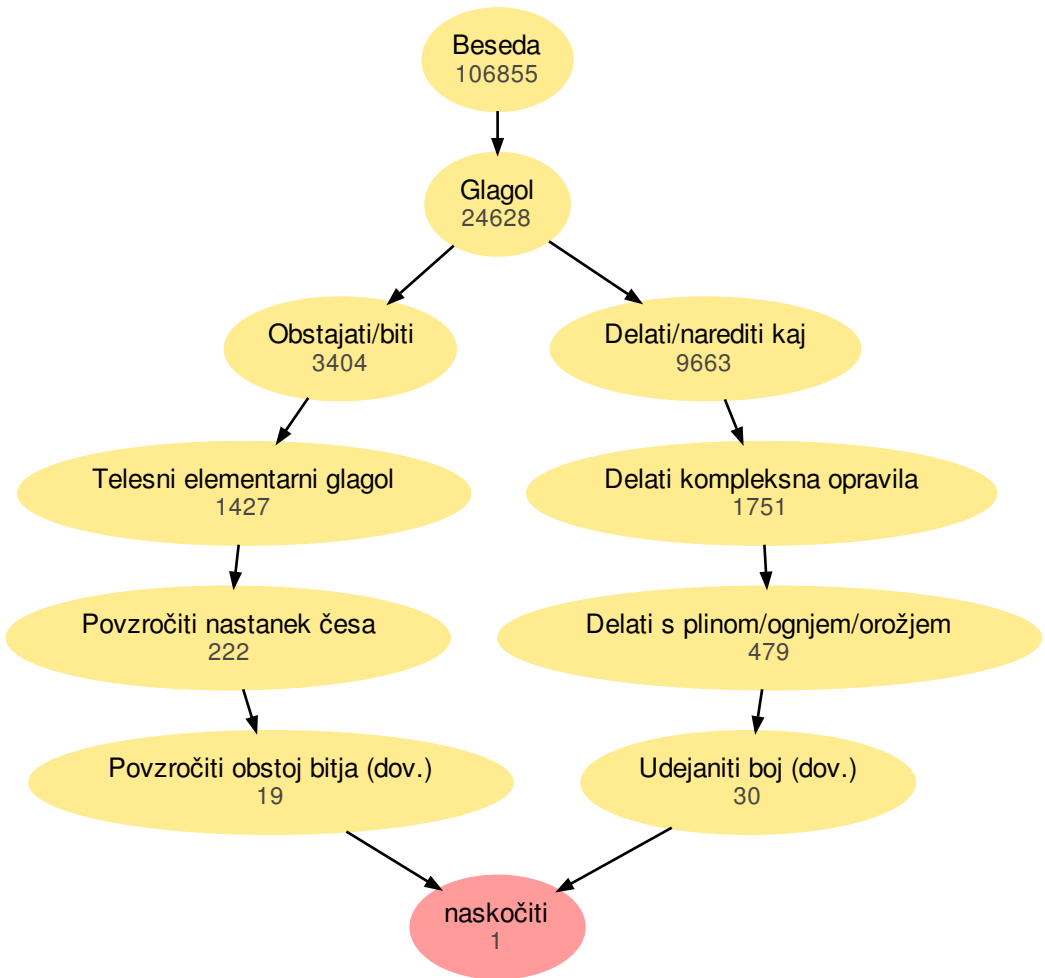 Beseda
106855
Glagol
24628
Obstajati/biti
3404
Delati/narediti kaj
9663
Telesni elementarni glagol
1427
Delati kompleksna opravila
1751
Povzročiti nastanek česa
222
Delati s plinom/ognjem/orožjem
479
Povzročiti obstoj bitja (dov.)
19
Udejaniti boj (dov.)
30
naskočiti
1